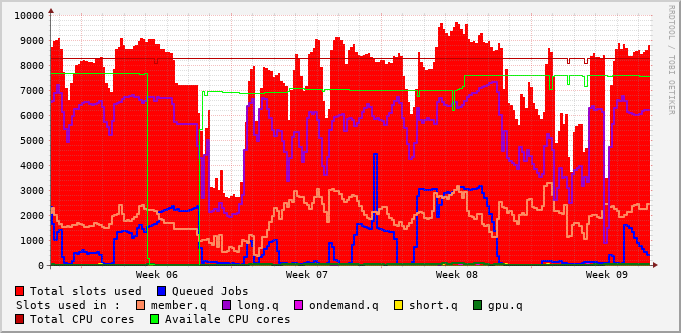 10000
9000
8000
7000
6000
5000
4000
3000
2000
1000
0
Week 06 Week 07 Week 08 Week 09
RRDTOOL / TOBI OETIKER
Total slots used Queued Jobs
Slots used in : member.q long.q ondemand.q short.q gpu.q
Total CPU cores Availale CPU cores